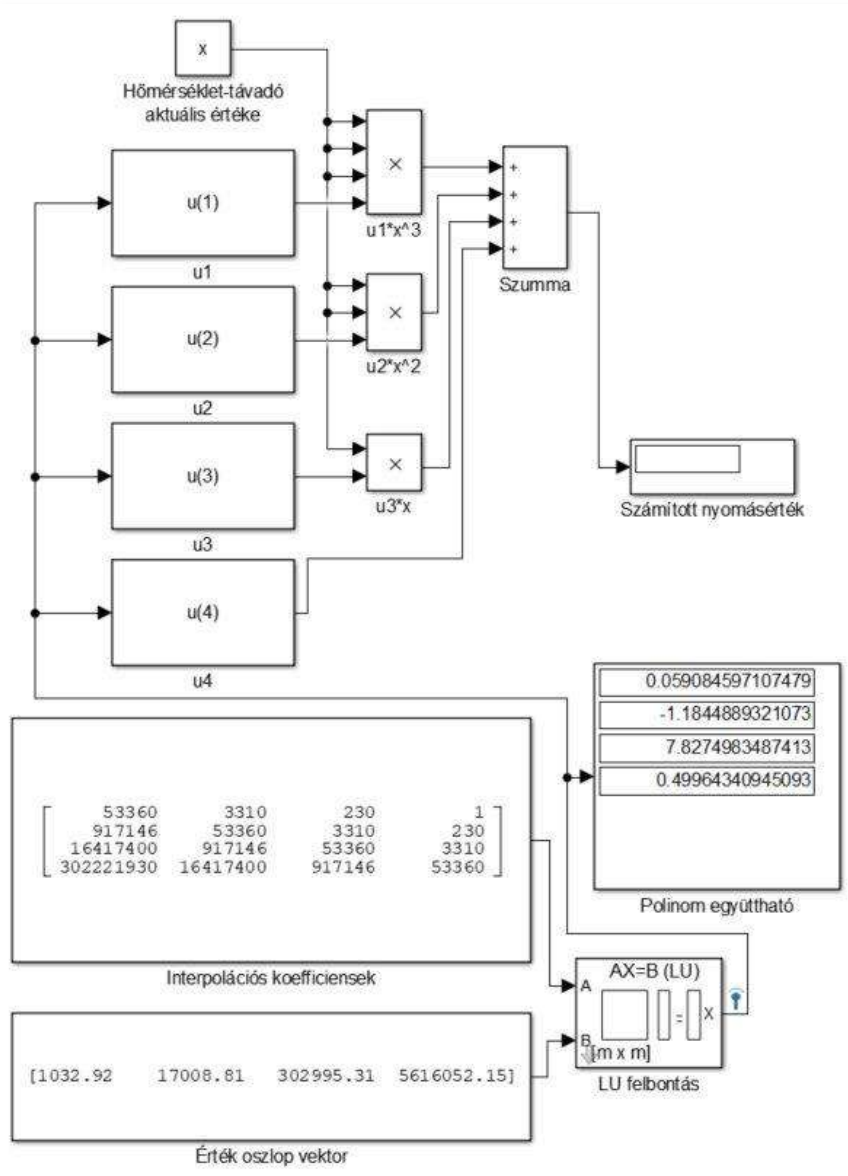 x
Hőmérséklet-távadó
aktuális értéke
×
u1*x^3
u(1)
u1
+
+
+
+
Szumma
u(2)
u2
×
u2*x^2
u(3)
u3
×
u3*x
Számított nyomásérték
u(4)
u4
0.059084597107479
-1.1844889321073
7.8274983487413
0.49964340945093
Polinom együttható
53360 3310 230 1
917146 53360 3310 230
16417400 917146 53360 3310
302221930 16417400 917146 53360
Interpolációs koefficiensek
AX=B (LU)
A
B
= X
[m x m]
LU felbontás
[1032.92 17008.81 302995.31 5616052.15]
Érték oszlop vektor